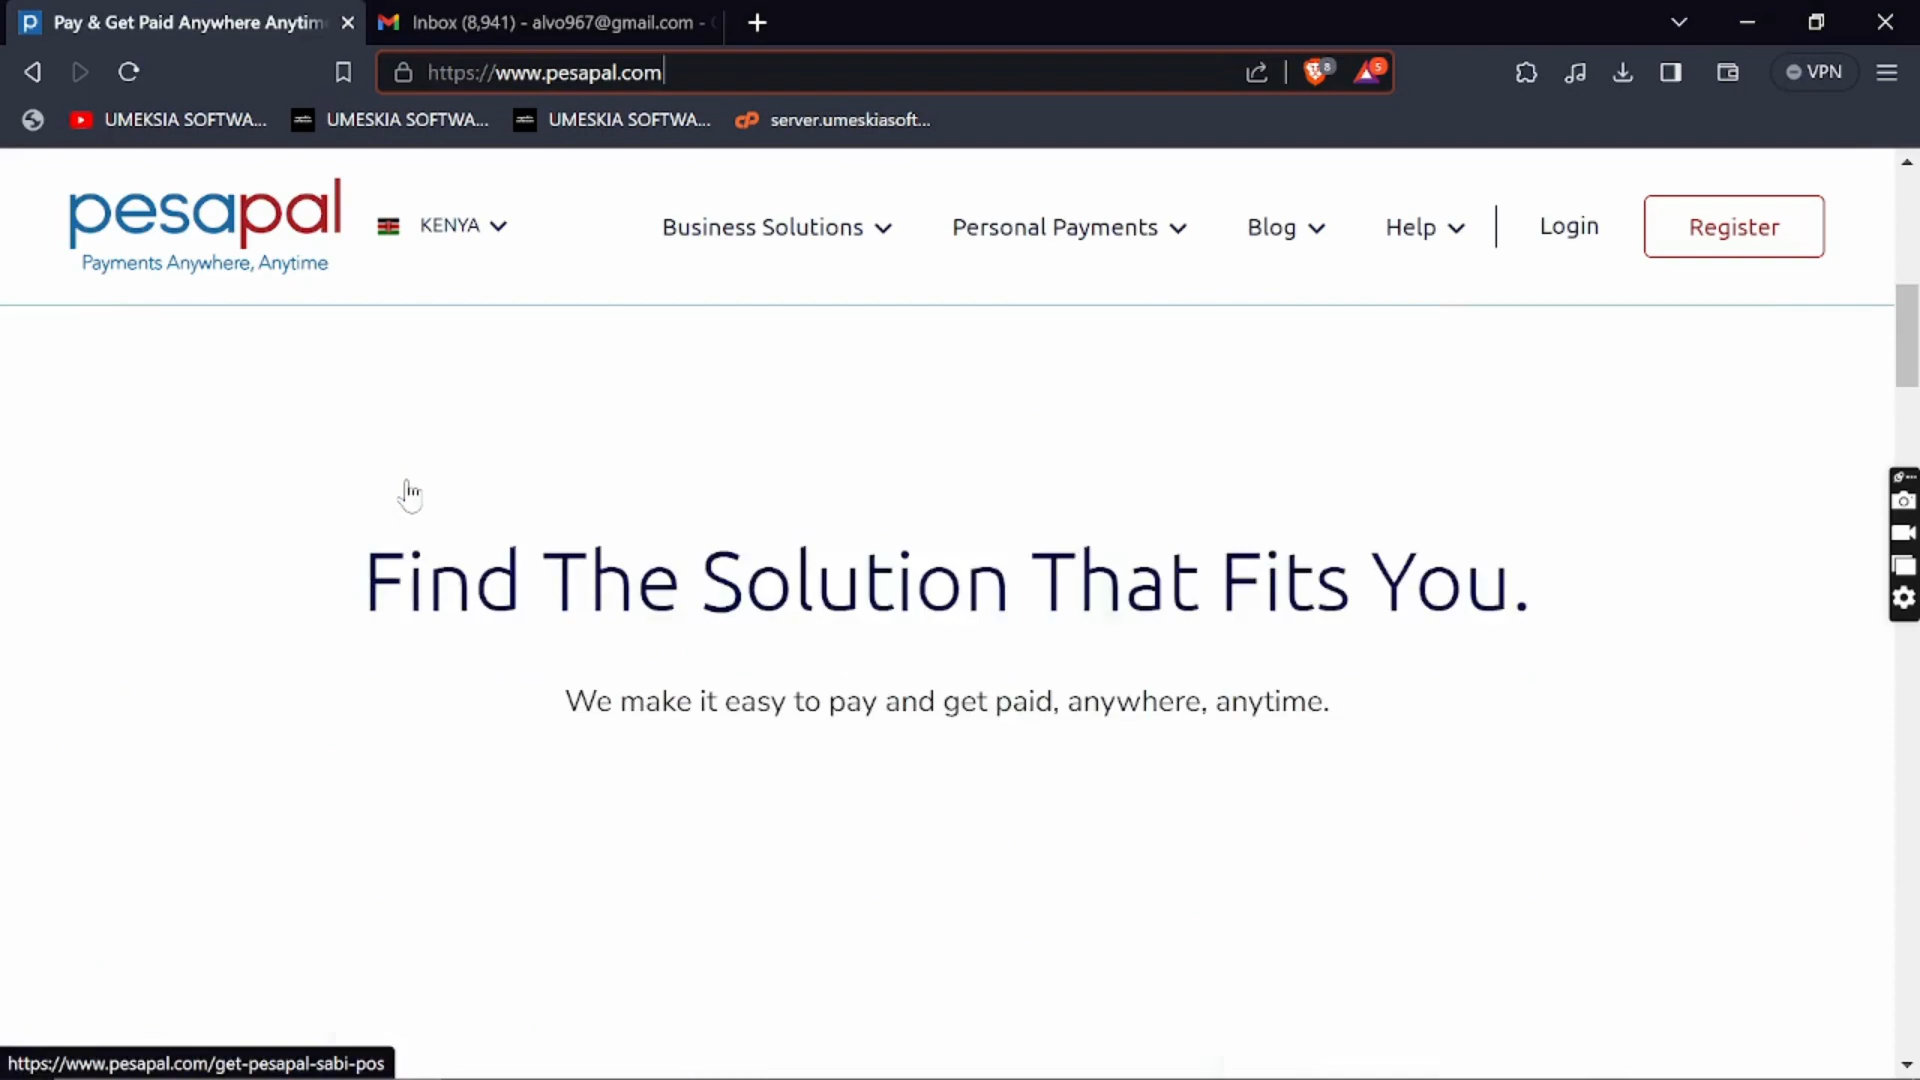 Pay & Get Paid Anywhere Anytim
Inbox (8,941) - alvo967@gmail.com -
https://www.pesapal.com
8
5
VPN
UMEKSIA SOFTWA...
UMESKIA SOFTWA...
UMESKIA SOFTWA...
server.umeskiasoft...
pesapal
Payments Anywhere, Anytime
KENYA
Business Solutions
Personal Payments
Blog
Help
Login
Register
Find The Solution That Fits You.
We make it easy to pay and get paid, anywhere, anytime.
https://www.pesapal.com/get-pesapal-sabi-pos